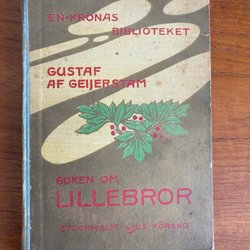 EN-KRONAS
BIBLIOTEKET
GUSTAF
AF GEIJERSTAM
BOKEN OM
LILLEBROR
STOCKHOLM LJUS FÖRLAG